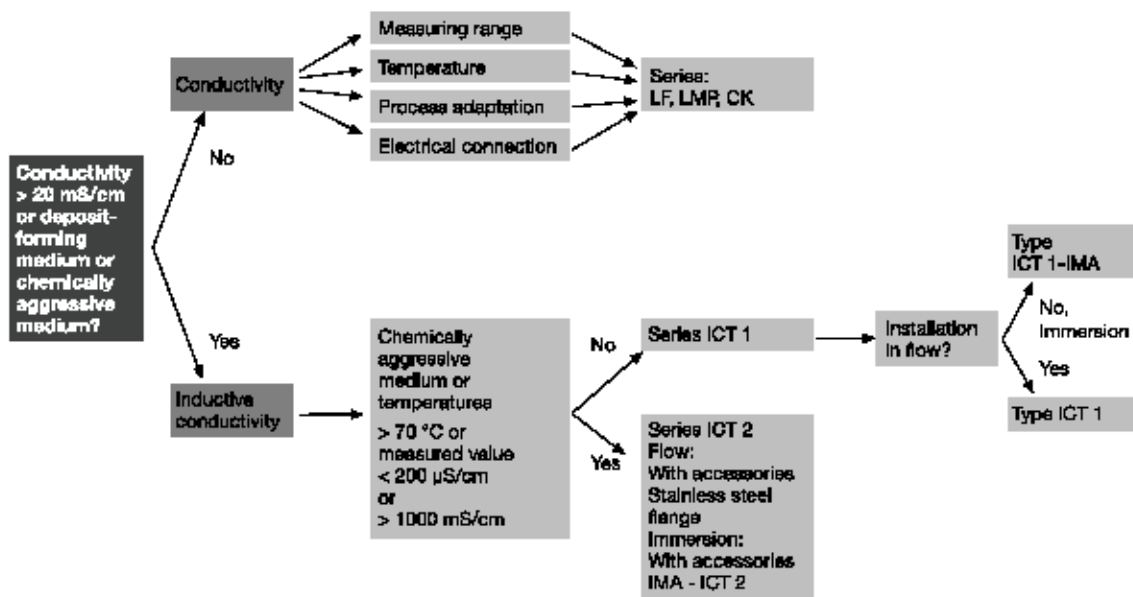 Conductivity
> 20 mS/cm
or deposit-
forming
medium or
chemically
aggressive
medium?
No
Yes
Conductivity
Measuring range
Temperature
Process adaptation
Electrical connection
Series:
LF, LMP, CK
Inductive
conductivity
Chemically
aggressive
medium or
temperatures
> 70 °C or
measured value
< 200 µS/cm
or
> 1000 mS/cm
No
Yes
Series ICT 1
Series ICT 2
Flow:
With accessories
Stainless steel
flange
Immersion:
With accessories
IMA - ICT 2
Installation
in flow?
Type
ICT 1-IMA
No,
Immersion
Yes
Type ICT 1